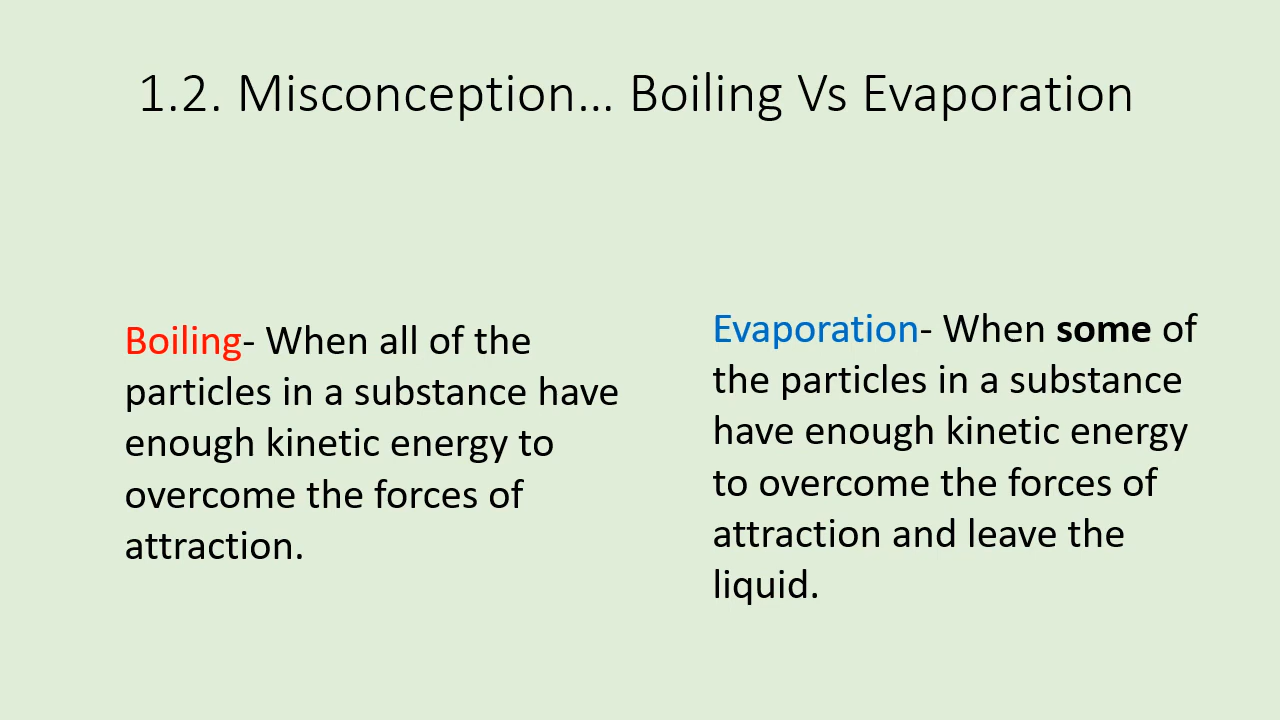 1.2. Misconception... Boiling Vs Evaporation
Boiling- When all of the
particles in a substance have
enough kinetic energy to
overcome the forces of
attraction.
Evaporation- When some of
the particles in a substance
have enough kinetic energy
to overcome the forces of
attraction and leave the
liquid.